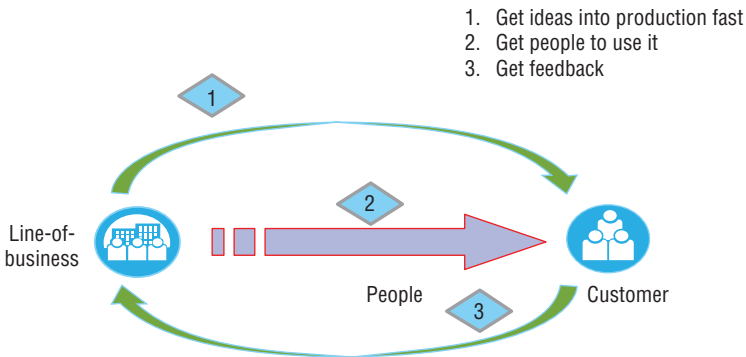 1. Get ideas into production fast
2. Get people to use it
3. Get feedback
1
2
Line-of-
business
People
3
Customer